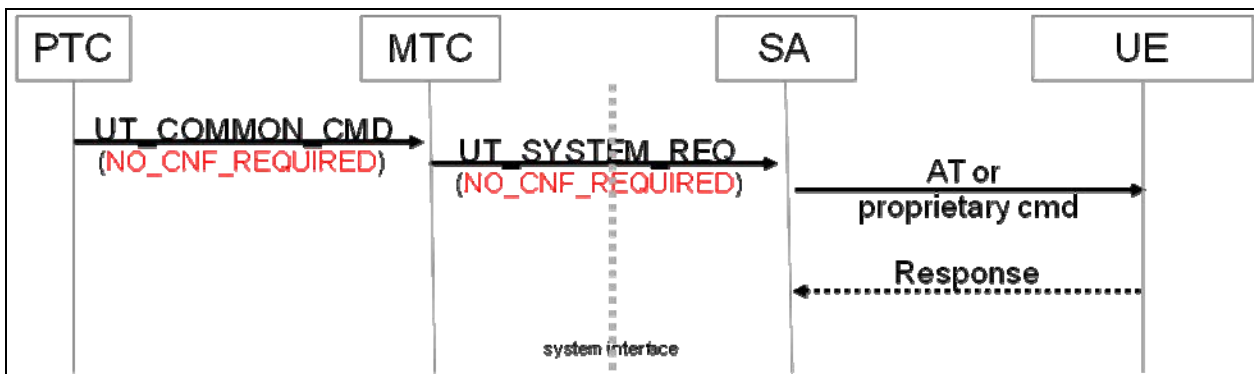 PTC MTC SA UE
UT_COMMON_CMD
(NO_CNF_REQUIRED)
UT_SYSTEM_REQ
(NO_CNF_REQUIRED)
AT or
proprietary cmd
Response
system interface